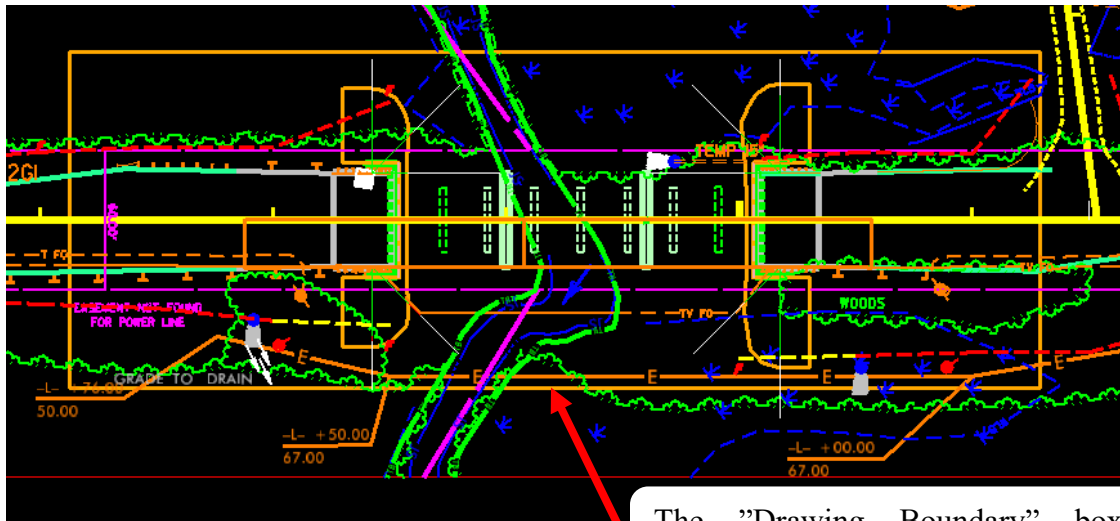 TEMP
2GI
T FO
EASEMENT NOT FOUND
FOR POWER LINE
WOODS
TV FO
E
E
E
E
E
GRADE TO DRAIN
-L- +76.00
50.00
-L- +50.00
67.00
-L- +00.00
67.00
The ”Drawing Boundary” box